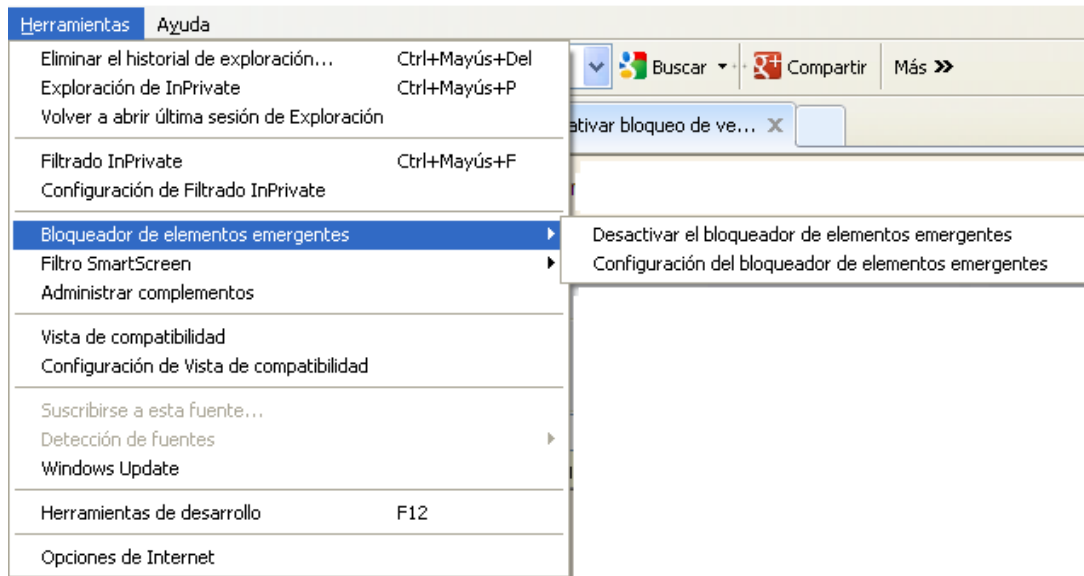 Herramientas Ayuda
Eliminar el historial de exploración... Ctrl+Mayús+Del
Exploración de InPrivate Ctrl+Mayús+P
Volver a abrir última sesión de Exploración
Filtrado InPrivate Ctrl+Mayús+F
Configuración de Filtrado InPrivate
Bloqueador de elementos emergentes
Filtro SmartScreen
Administrar complementos
Vista de compatibilidad
Configuración de Vista de compatibilidad
Suscribirse a esta fuente...
Detección de fuentes
Windows Update
Herramientas de desarrollo F12
Opciones de Internet
Buscar Compartir Más
ativar bloqueo de ve...
Desactivar el bloqueador de elementos emergentes
Configuración del bloqueador de elementos emergentes